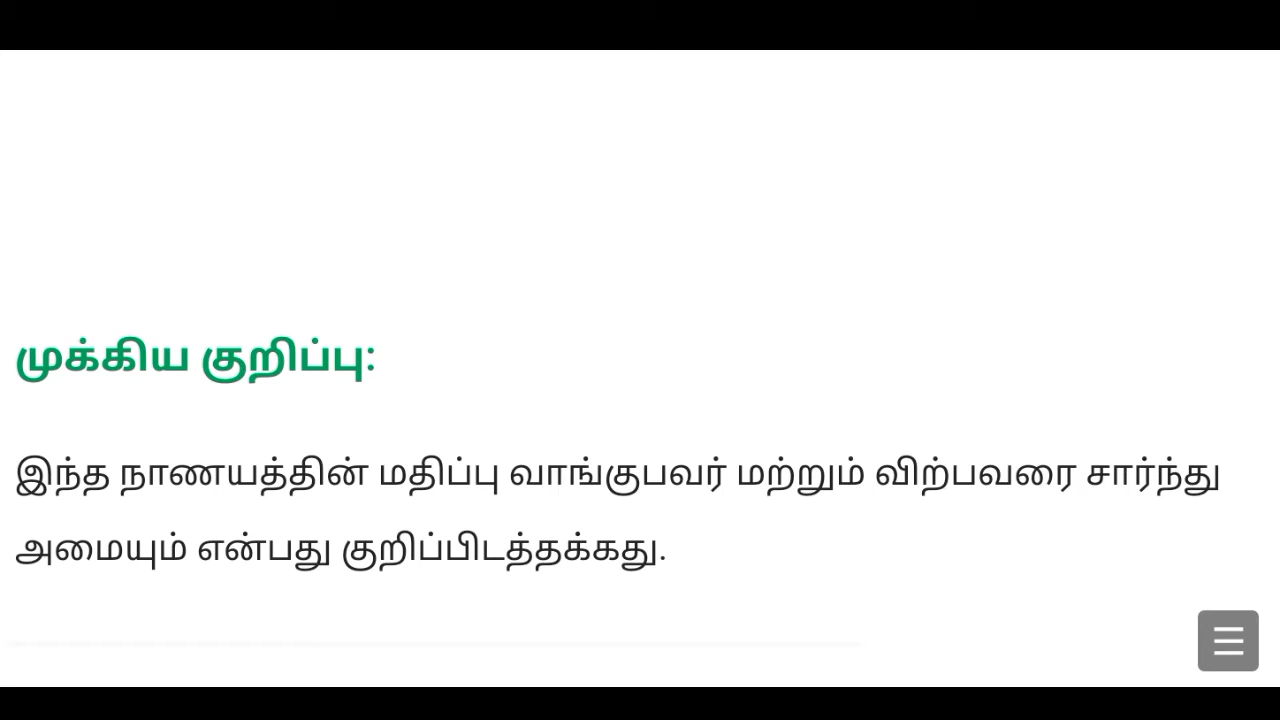 முக்கிய குறிப்பு:
இந்த நாணயத்தின் மதிப்பு வாங்குபவர் மற்றும் விற்பவரை சார்ந்து
அமையும் என்பது குறிப்பிடத்தக்கது.